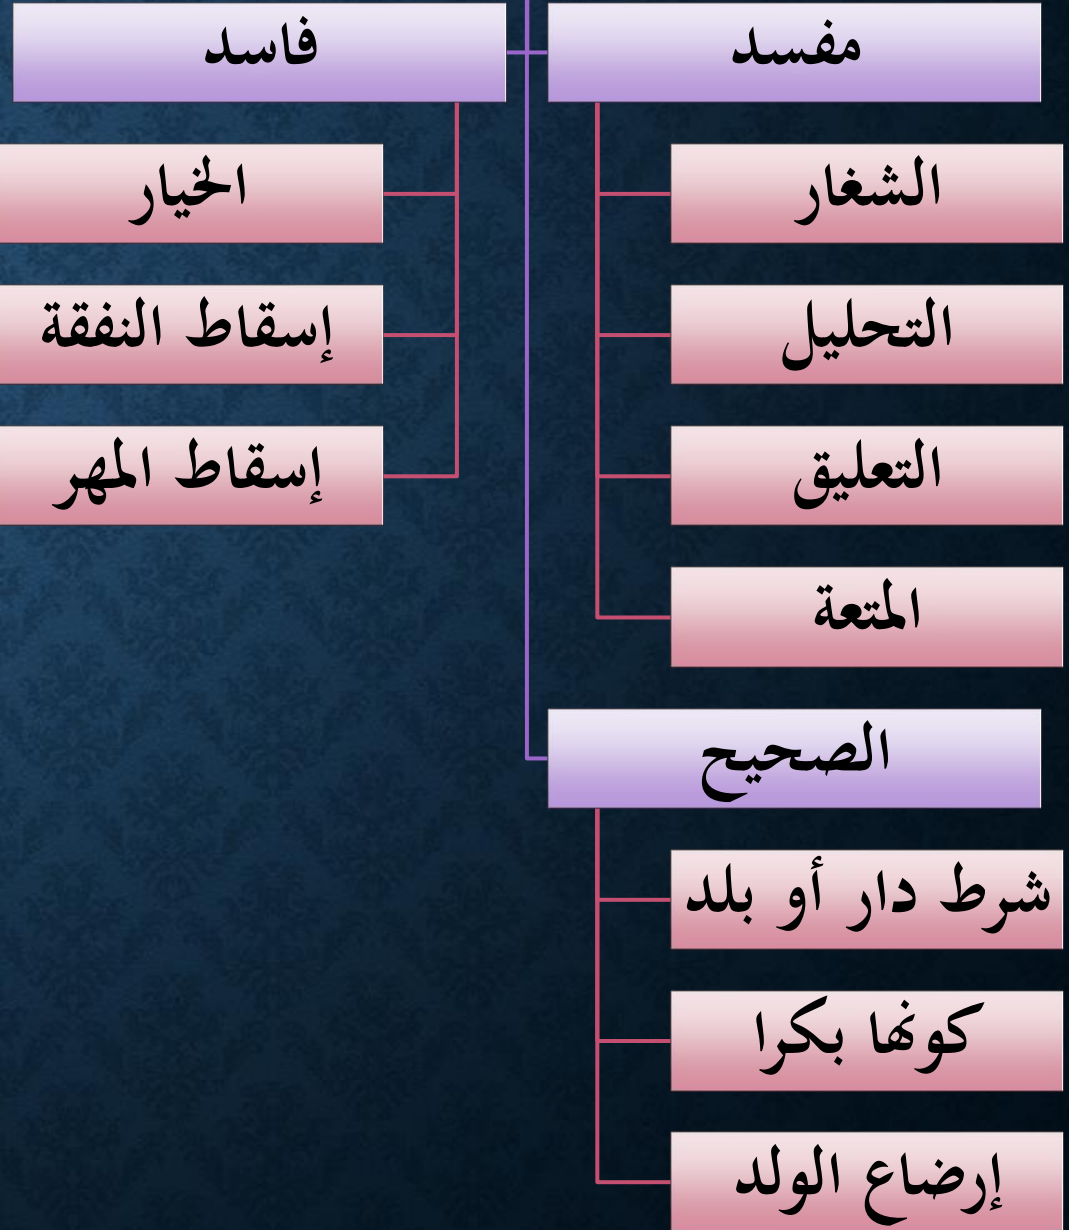 مفسد
الشغار
التحليل
التعليق
المتعة
فاسد
الخيار
إسقاط النفقة
إسقاط المهر
الصحيح
شرط دار أو بلد
كونها بكرا
إرضاع الولد